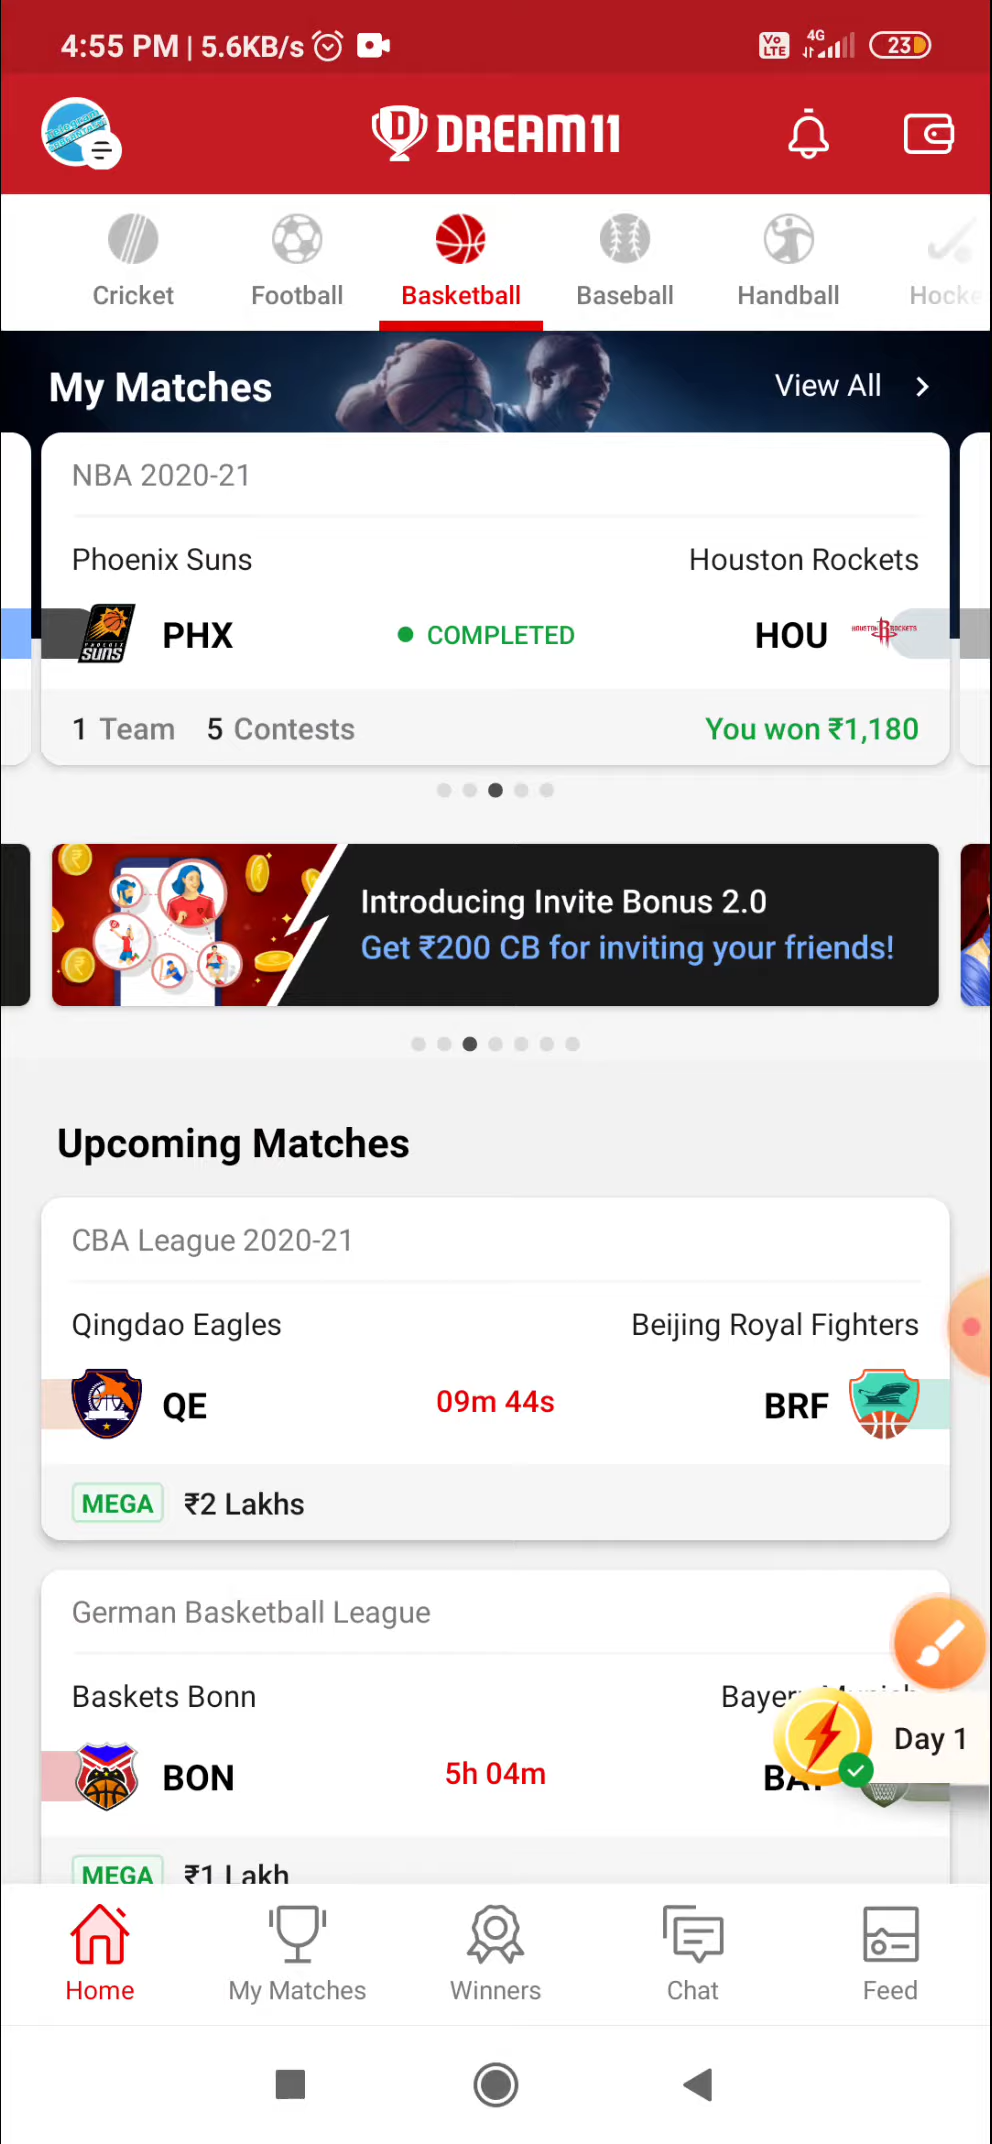 4:55 PM | 5.6KB/s
Vo LTE 4G 23
DREAM11
Cricket Football Basketball Baseball Handball Hocke
My Matches View All
NBA 2020-21
Phoenix Suns Houston Rockets
PHX COMPLETED HOU
1 Team 5 Contests You won ₹1,180
Introducing Invite Bonus 2.0
Get ₹200 CB for inviting your friends!
Upcoming Matches
CBA League 2020-21
Qingdao Eagles Beijing Royal Fighters
QE 09m 44s BRF
MEGA ₹2 Lakhs
German Basketball League
Baskets Bonn
Day 1
BON 5h 04m
MEGA ₹1 Lakh
Home My Matches Winners Chat Feed